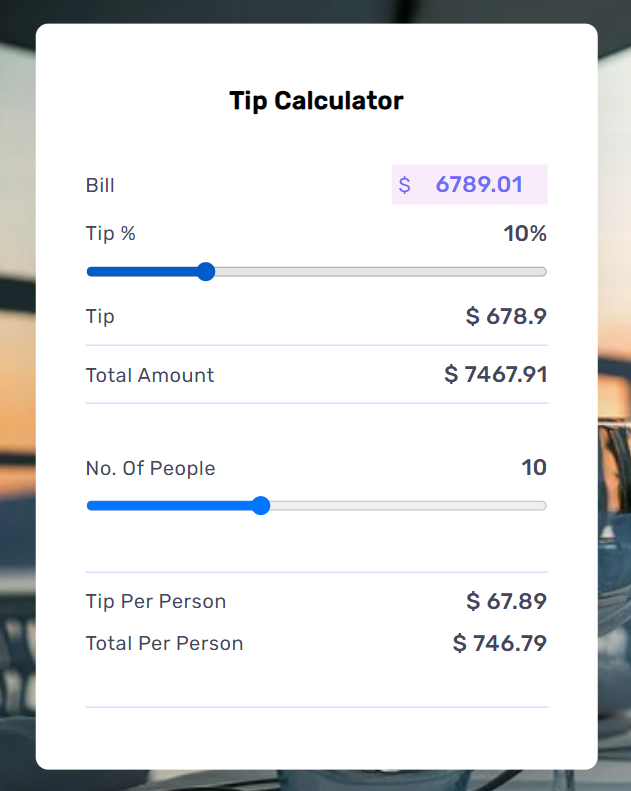 Tip Calculator
Bill $ 6789.01
Tip % 10%
Tip $ 678.9
Total Amount $ 7467.91
No. Of People 10
Tip Per Person $ 67.89
Total Per Person $ 746.79